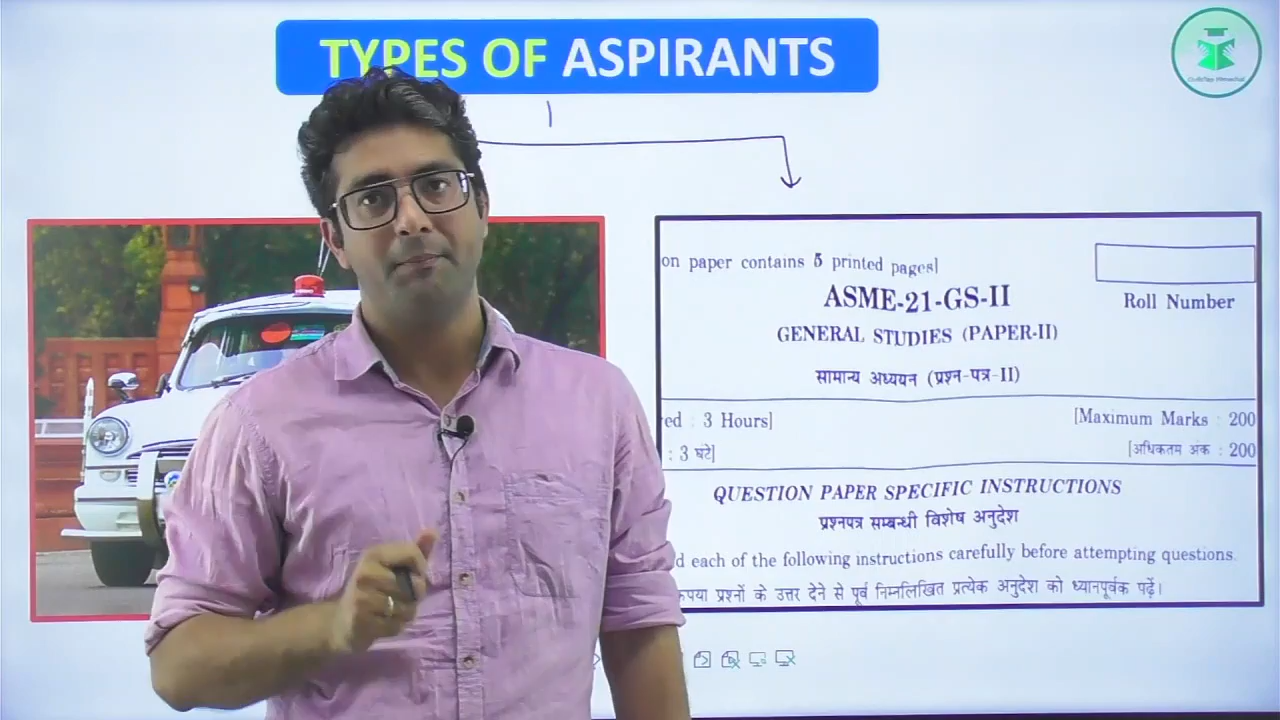 TYPES OF ASPIRANTS
CivilsTap Himachal
on paper contains 5 printed pages]
ASME-21-GS-II
Roll Number
GENERAL STUDIES (PAPER-II)
सामान्य अध्ययन (प्रश्न-पत्र-II)
ed : 3 Hours]
[Maximum Marks : 200
: 3 घंटे]
[अधिकतम अंक : 200
QUESTION PAPER SPECIFIC INSTRUCTIONS
प्रश्नपत्र सम्बन्धी विशेष अनुदेश
d each of the following instructions carefully before attempting questions.
कृपया प्रश्नों के उत्तर देने से पूर्व निम्नलिखित प्रत्येक अनुदेश को ध्यानपूर्वक पढ़ें।